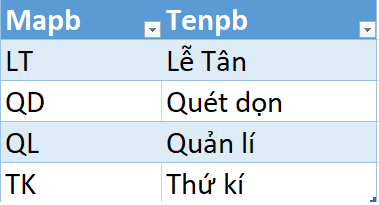 Mapb Tenpb
LT Lễ Tân
QD Quét dọn
QL Quản lí
TK Thứ kí